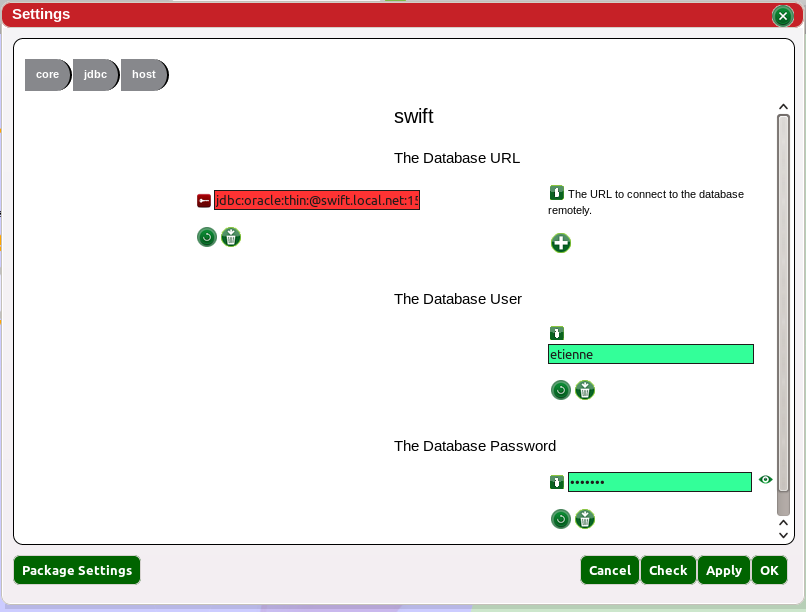 Settings
core
jdbc
host
swift
The Database URL
jdbc:oracle:thin:@swift.local.net:15
The URL to connect to the database
remotely.
The Database User
etienne
The Database Password
•••••••
Package Settings
Cancel
Check
Apply
OK